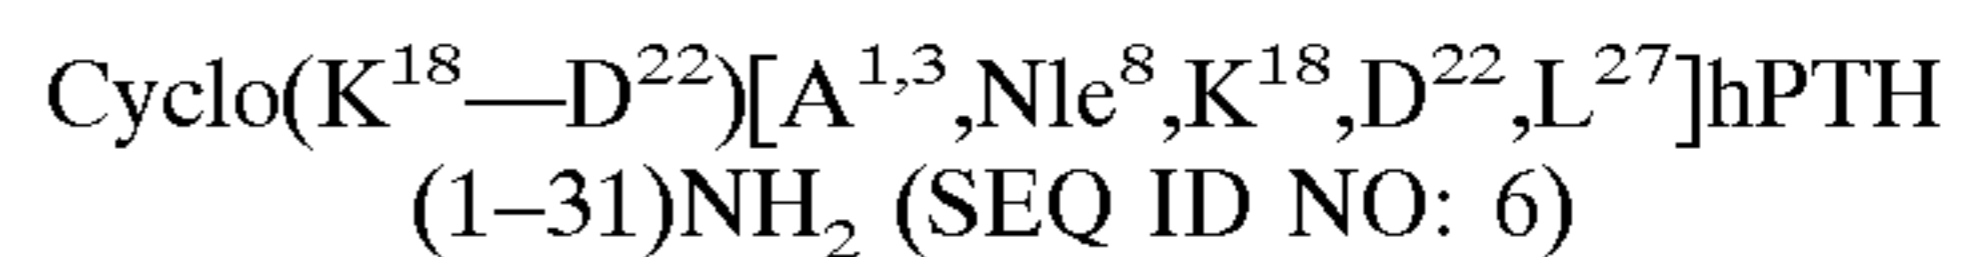 Cyclo(K¹⁸—D²²)[A¹,³,Nle⁸,K¹⁸,D²²,L²⁷]hPTH
(1–31)NH₂ (SEQ ID NO: 6)